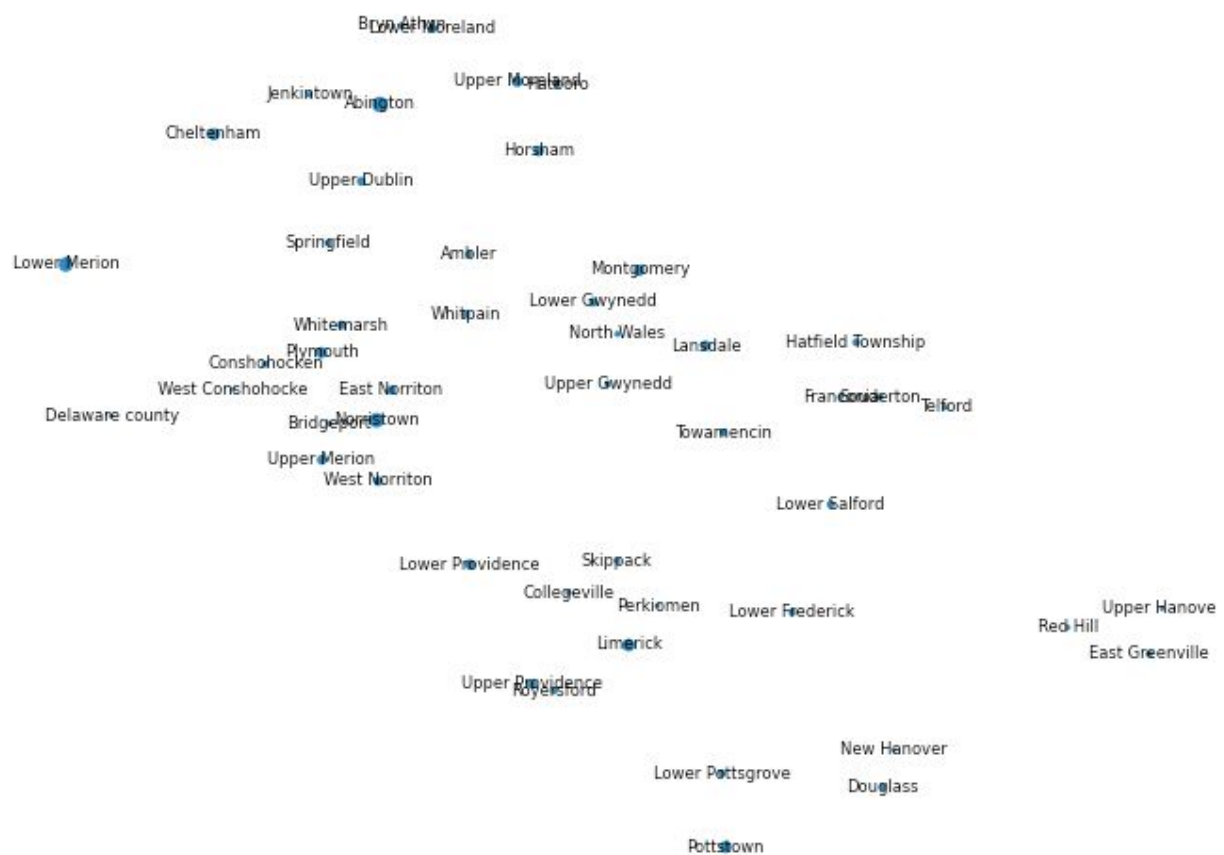 Bryn Athyn
Lower Moreland
Upper Moreland
Hatboro
Jenkintown
Abington
Cheltenham
Horsham
Upper Dublin
Springfield
Ambler
Lower Merion
Montgomery
Lower Gwynedd
Whitpain
Whitemarsh
North Wales
Lansdale
Hatfield Township
Plymouth
Conshohocken
Upper Gwynedd
West Conshohocke
East Norriton
Franconia
Souderton
Telford
Delaware county
Bridgeport
Norristown
Towamencin
Upper Merion
West Norriton
Lower Salford
Lower Providence
Skippack
Collegeville
Perkiomen
Lower Frederick
Upper Hanove
Red Hill
Limerick
East Greenville
Upper Providence
Royersford
New Hanover
Lower Pottsgrove
Douglass
Pottstown